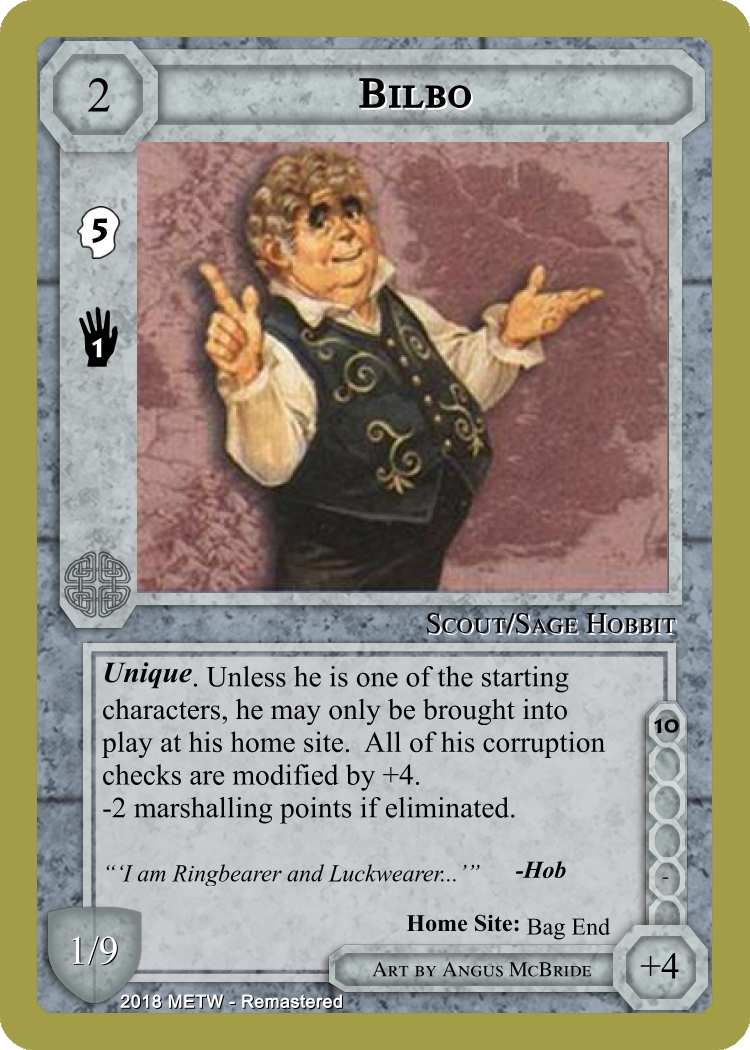 2
Bilbo
5
1
Scout/Sage Hobbit
Unique. Unless he is one of the starting
characters, he may only be brought into
play at his home site.  All of his corruption
checks are modified by +4.
-2 marshalling points if eliminated.
10
-
“‘I am Ringbearer and Luckwearer...’” -Hob
Home Site: Bag End
1/9
Art by Angus McBride
+4
2018 METW - Remastered